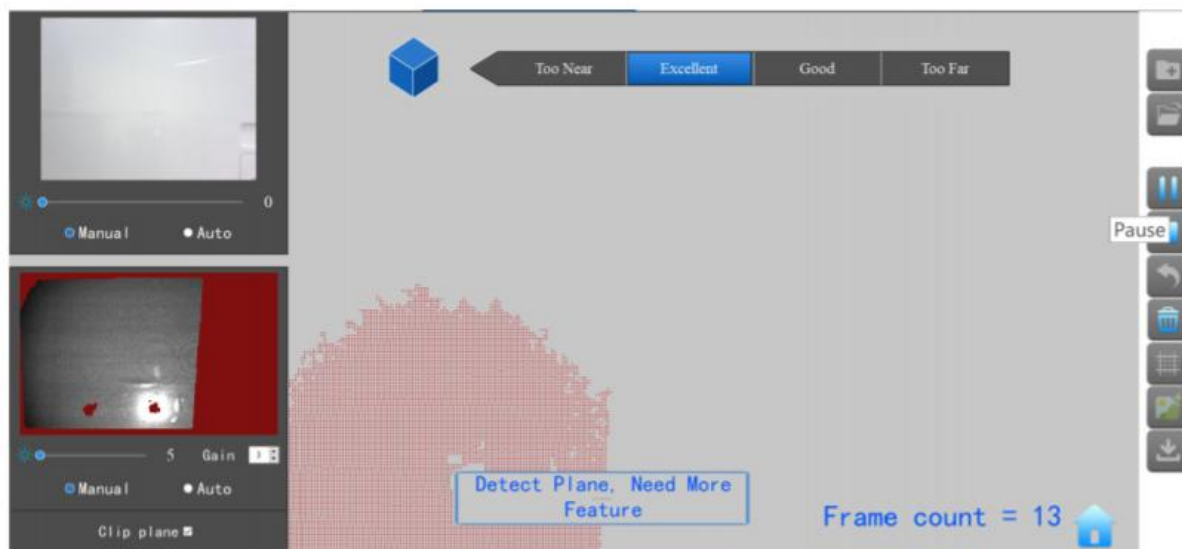 Too Near Excellent Good Too Far
0
Manual Auto
Pause
5 Gain 3
Manual Auto
Clip plane
Detect Plane, Need More
Feature
Frame count = 13